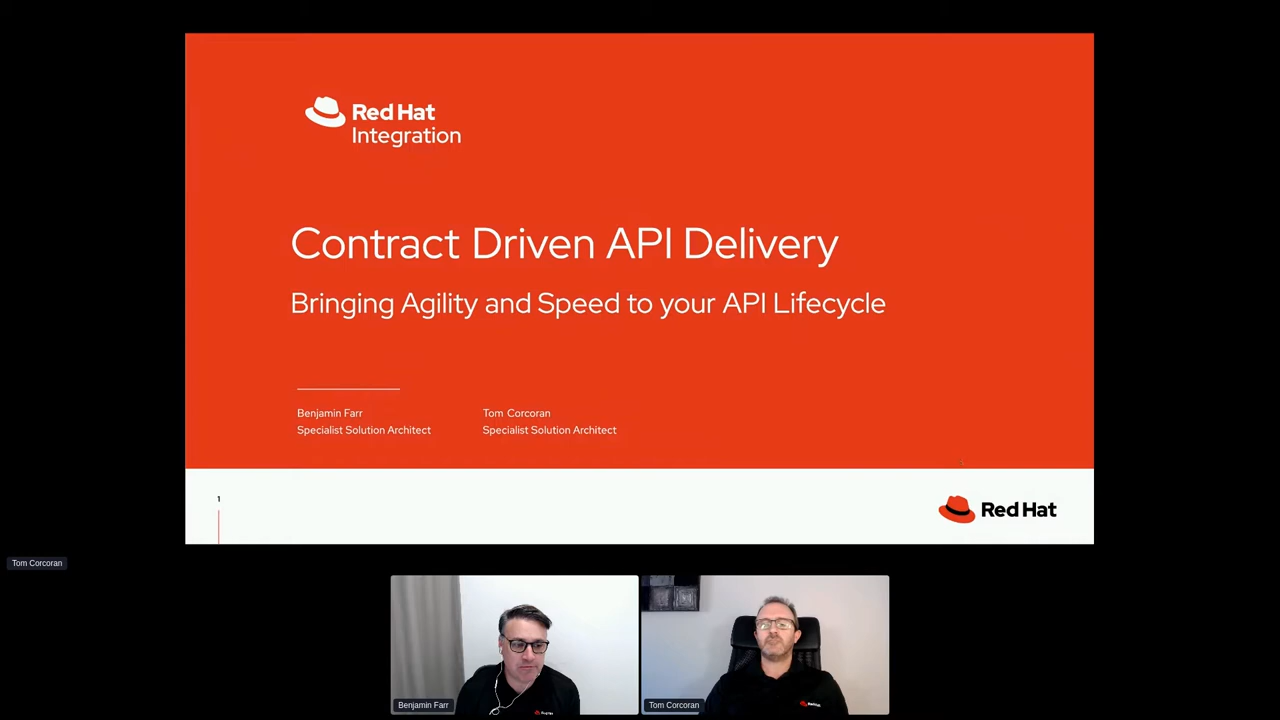 Red Hat
Integration
Contract Driven API Delivery
Bringing Agility and Speed to your API Lifecycle
Benjamin Farr
Specialist Solution Architect
Tom Corcoran
Specialist Solution Architect
1
Red Hat
Tom Corcoran
Benjamin Farr
Tom Corcoran